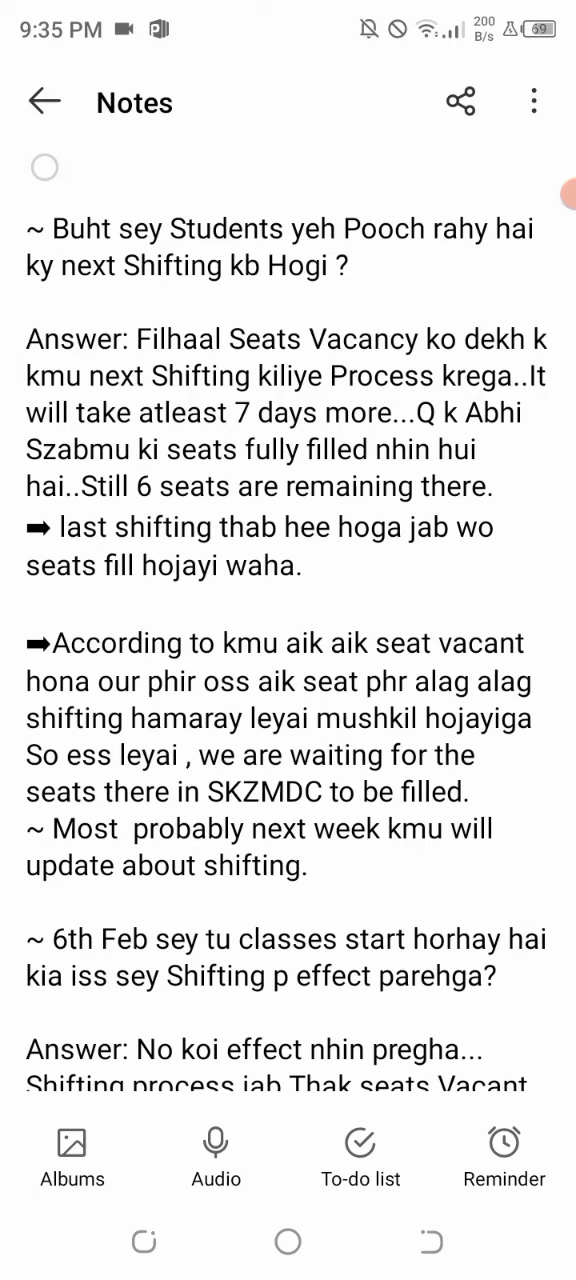 9:35 PM
200
B/s
69
Notes
~ Buht sey Students yeh Pooch rahy hai
ky next Shifting kb Hogi ?
Answer: Filhaal Seats Vacancy ko dekh k
kmu next Shifting kiliye Process krega..It
will take atleast 7 days more...Q k Abhi
Szabmu ki seats fully filled nhin hui
hai..Still 6 seats are remaining there.
➡ last shifting thab hee hoga jab wo
seats fill hojayi waha.
➡According to kmu aik aik seat vacant
hona our phir oss aik seat phr alag alag
shifting hamaray leyai mushkil hojayiga
So ess leyai , we are waiting for the
seats there in SKZMDC to be filled.
~ Most  probably next week kmu will
update about shifting.
~ 6th Feb sey tu classes start horhay hai
kia iss sey Shifting p effect parehga?
Answer: No koi effect nhin pregha...
Shifting process jab Thak seats Vacant
Albums
Audio
To-do list
Reminder